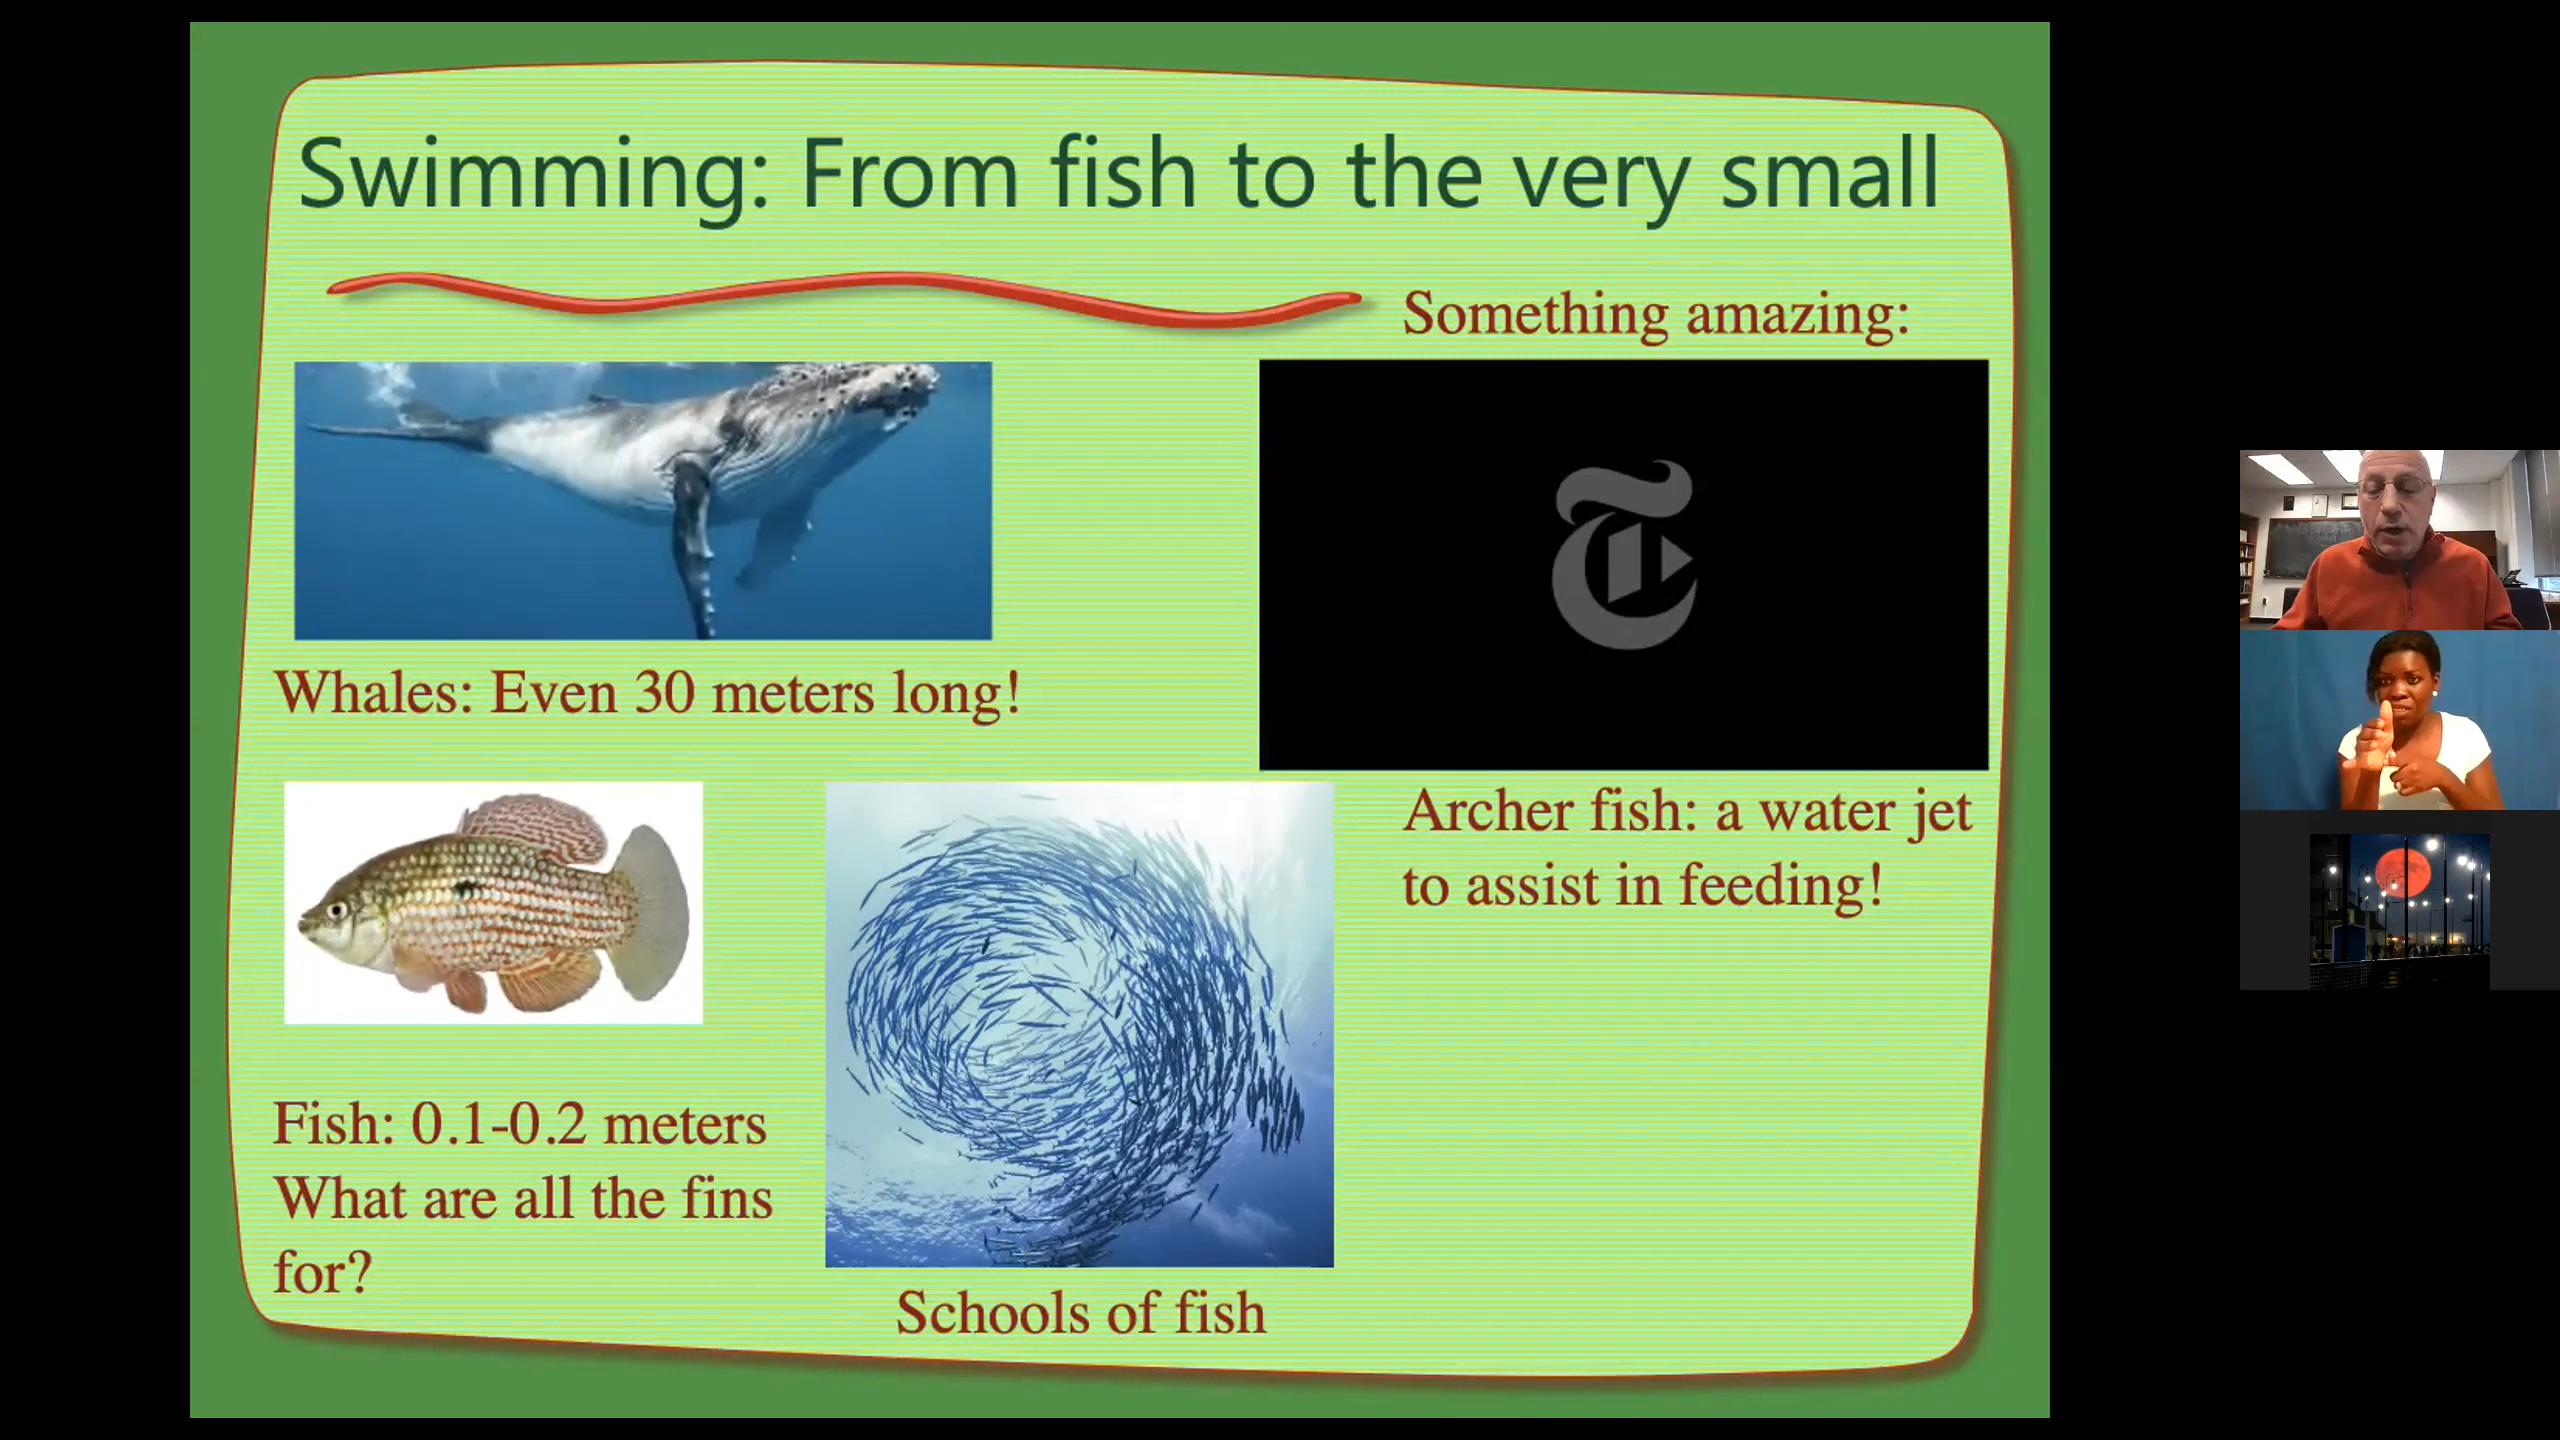 Swimming: From fish to the very small
Something amazing:
Whales: Even 30 meters long!
Archer fish: a water jet
to assist in feeding!
Fish: 0.1-0.2 meters
What are all the fins
for?
Schools of fish